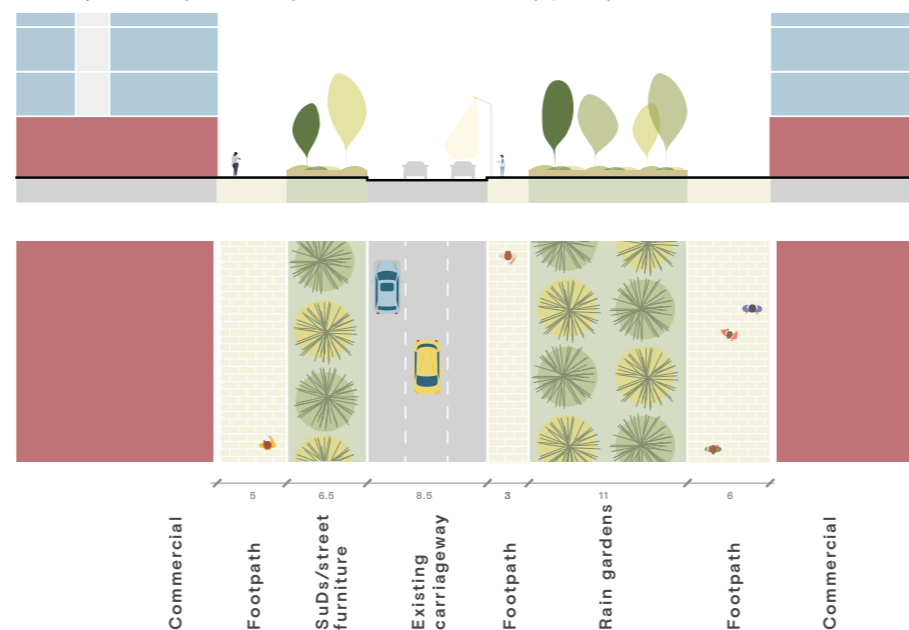 5
6.5
8.5
3
11
6
Commercial
Footpath
SuDs/street
furniture
Existing
carriageway
Footpath
Rain gardens
Footpath
Commercial